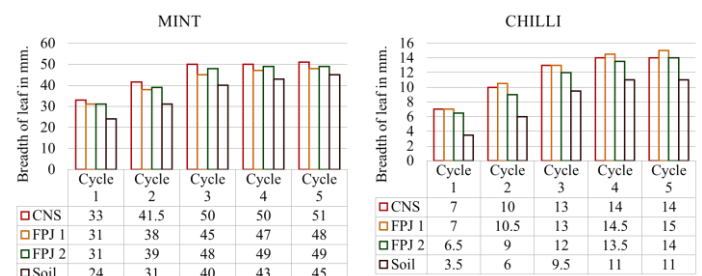 MINT
Breadth of leaf in mm.
60
50
40
30
20
10
0
Cycle 1 Cycle 2 Cycle 3 Cycle 4 Cycle 5
CNS 33 41.5 50 50 51
FPJ 1 31 38 45 47 48
FPJ 2 31 39 48 49 49
Soil 24 31 40 43 45
CHILLI
Breadth of leaf in mm.
16
14
12
10
8
6
4
2
0
Cycle 1 Cycle 2 Cycle 3 Cycle 4 Cycle 5
CNS 7 10 13 14 14
FPJ 1 7 10.5 13 14.5 15
FPJ 2 6.5 9 12 13.5 14
Soil 3.5 6 9.5 11 11